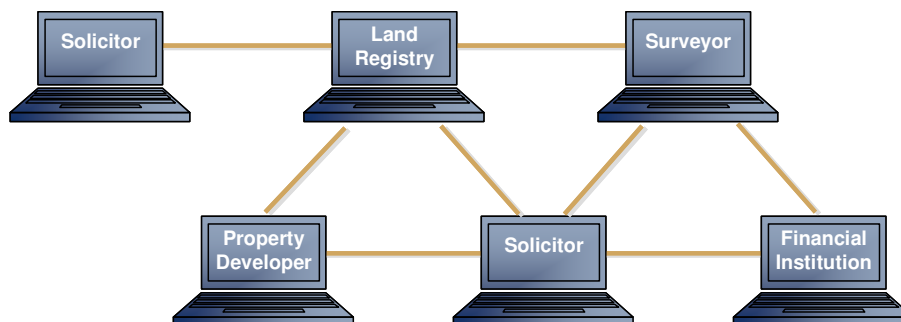 Solicitor
Land
Registry
Surveyor
Property
Developer
Solicitor
Financial
Institution